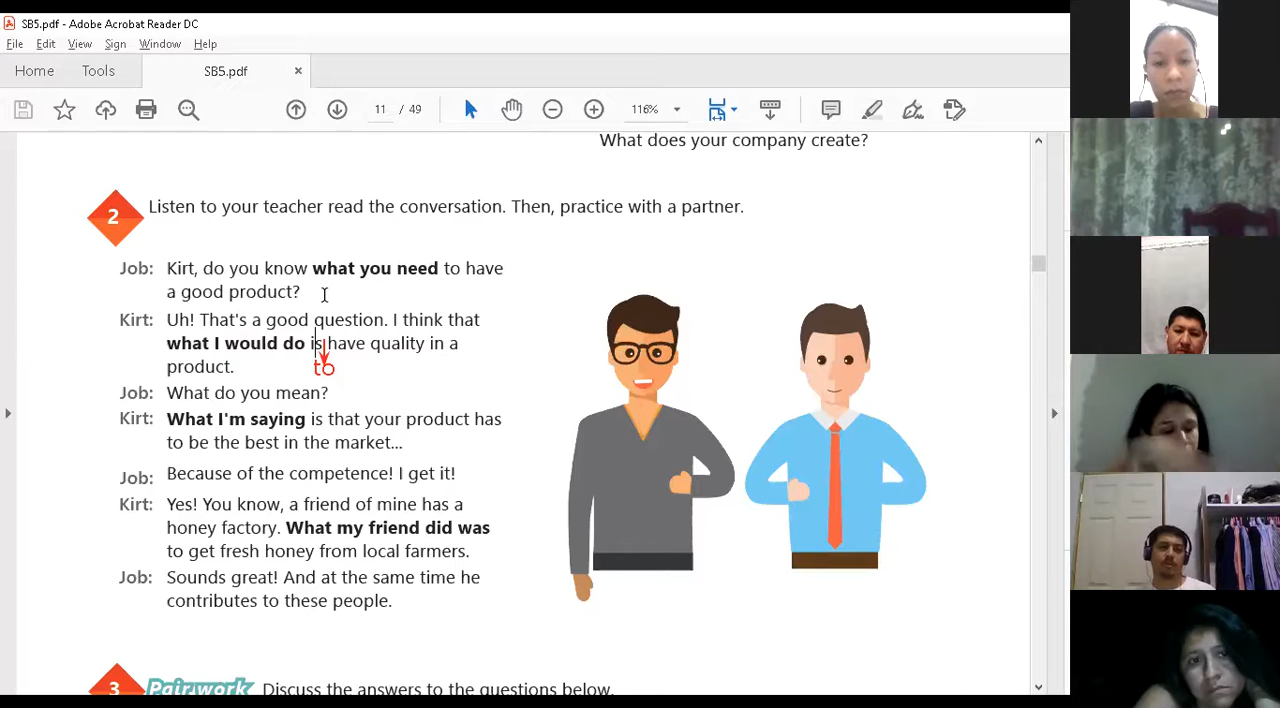 SB5.pdf - Adobe Acrobat Reader DC
File Edit View Sign Window Help
Home Tools SB5.pdf ×
11 / 49 116%
What does your company create?
2 Listen to your teacher read the conversation. Then, practice with a partner.
Job: Kirt, do you know what you need to have
a good product?
Kirt: Uh! That's a good question. I think that
what I would do is have quality in a
product. to
Job: What do you mean?
Kirt: What I'm saying is that your product has
to be the best in the market...
Job: Because of the competence! I get it!
Kirt: Yes! You know, a friend of mine has a
honey factory. What my friend did was
to get fresh honey from local farmers.
Job: Sounds great! And at the same time he
contributes to these people.
3 Pair work Discuss the answers to the questions below.